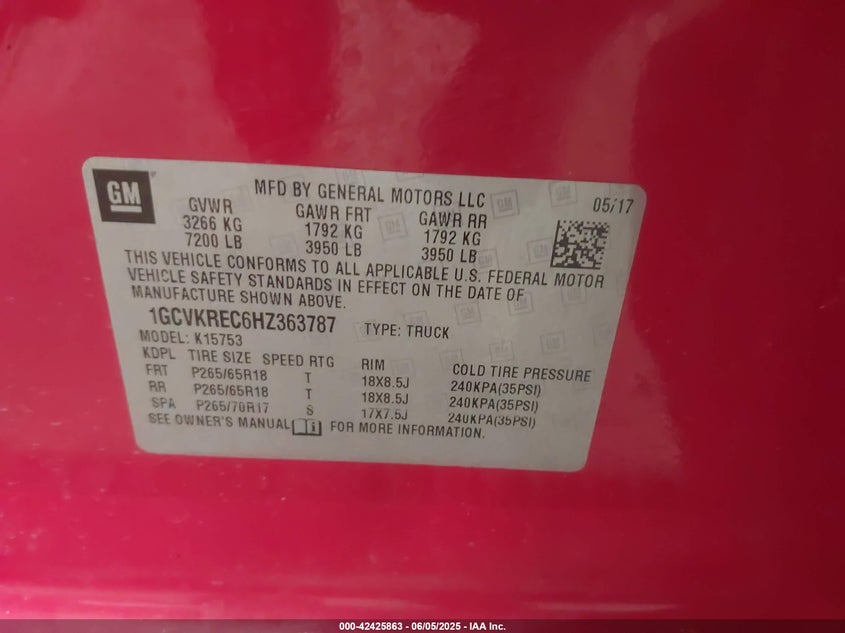 GM
MFD BY GENERAL MOTORS LLC
05/17
GVWR GAWR FRT GAWR RR
3266 KG 1792 KG 1792 KG
7200 LB 3950 LB 3950 LB
THIS VEHICLE CONFORMS TO ALL APPLICABLE U.S. FEDERAL MOTOR
VEHICLE SAFETY STANDARDS IN EFFECT ON THE DATE OF
MANUFACTURE SHOWN ABOVE.
1GCVKREC6HZ363787 TYPE: TRUCK
MODEL: K15753
KDPL TIRE SIZE SPEED RTG RIM COLD TIRE PRESSURE
FRT P265/65R18 T 18X8.5J 240KPA(35PSI)
RR P265/65R18 T 18X8.5J 240KPA(35PSI)
SPA P265/70R17 S 17X7.5J 240KPA(35PSI)
SEE OWNER'S MANUAL FOR MORE INFORMATION.
000-42425863 - 06/05/2025 - IAA Inc.